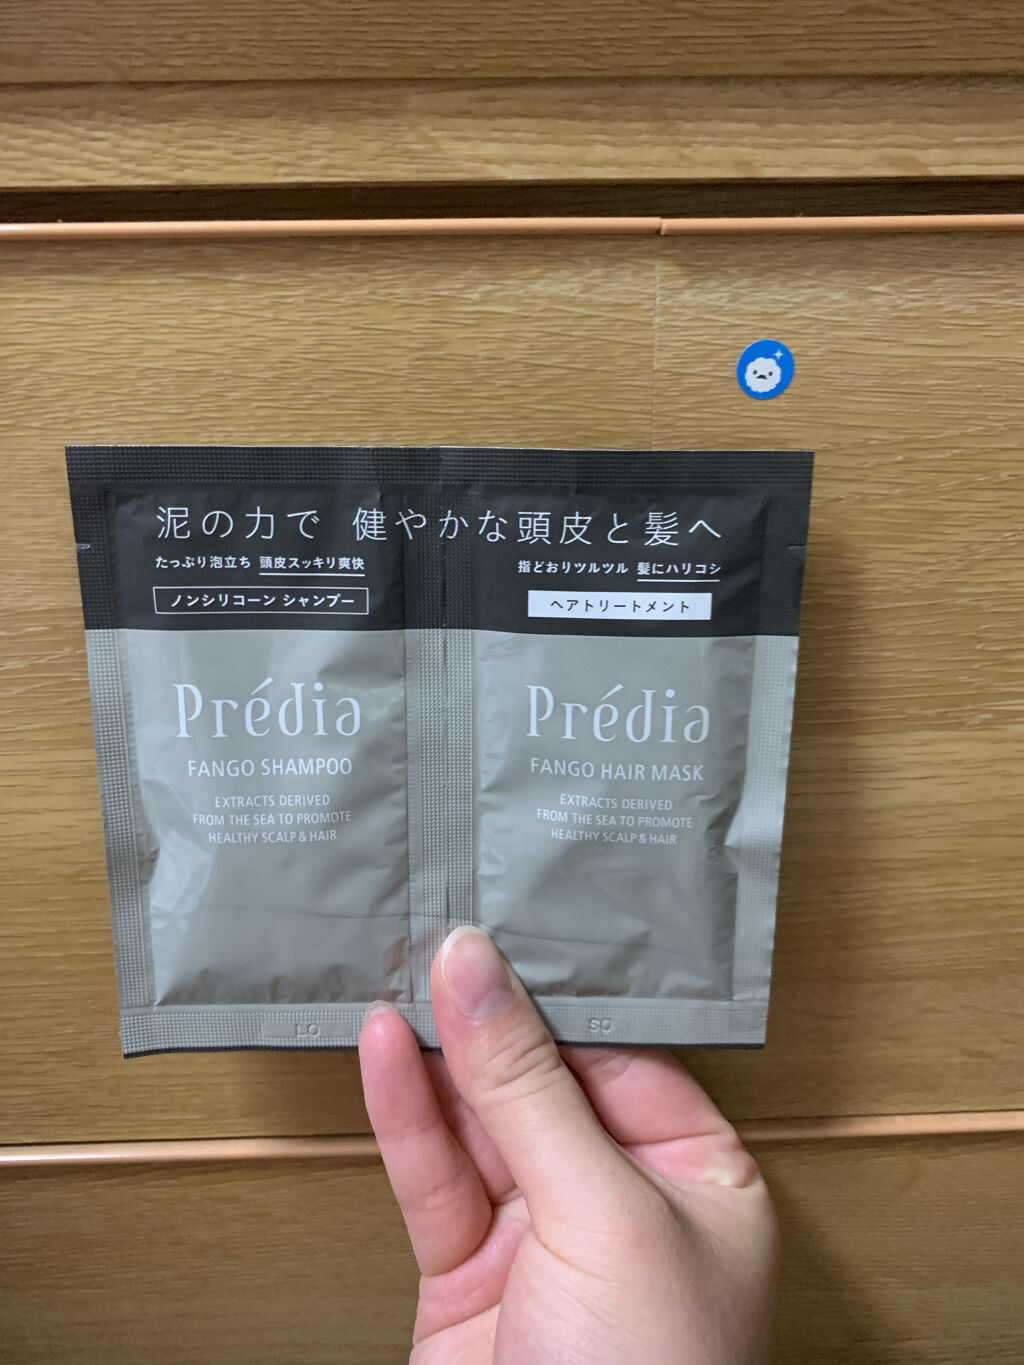 泥の力で 健やかな頭皮と髪へ
たっぷり泡立ち 頭皮スッキリ爽快
ノンシリコーン シャンプー
Prédia
FANGO SHAMPOO
EXTRACTS DERIVED
FROM THE SEA TO PROMOTE
HEALTHY SCALP & HAIR
指どおりツルツル 髪にハリコシ
ヘアトリートメント
Prédia
FANGO HAIR MASK
EXTRACTS DERIVED
FROM THE SEA TO PROMOTE
HEALTHY SCALP & HAIR